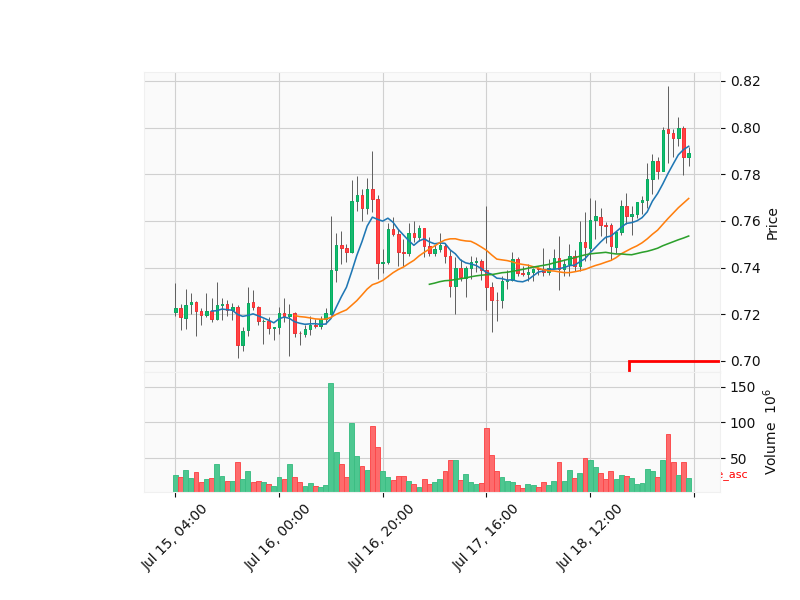 0.82
0.80
0.78
0.76
0.74
0.72
0.70
Price
150
100
50
Volume 10^6
e_asc
Jul 15, 04:00
Jul 16, 00:00
Jul 16, 20:00
Jul 17, 16:00
Jul 18, 12:00